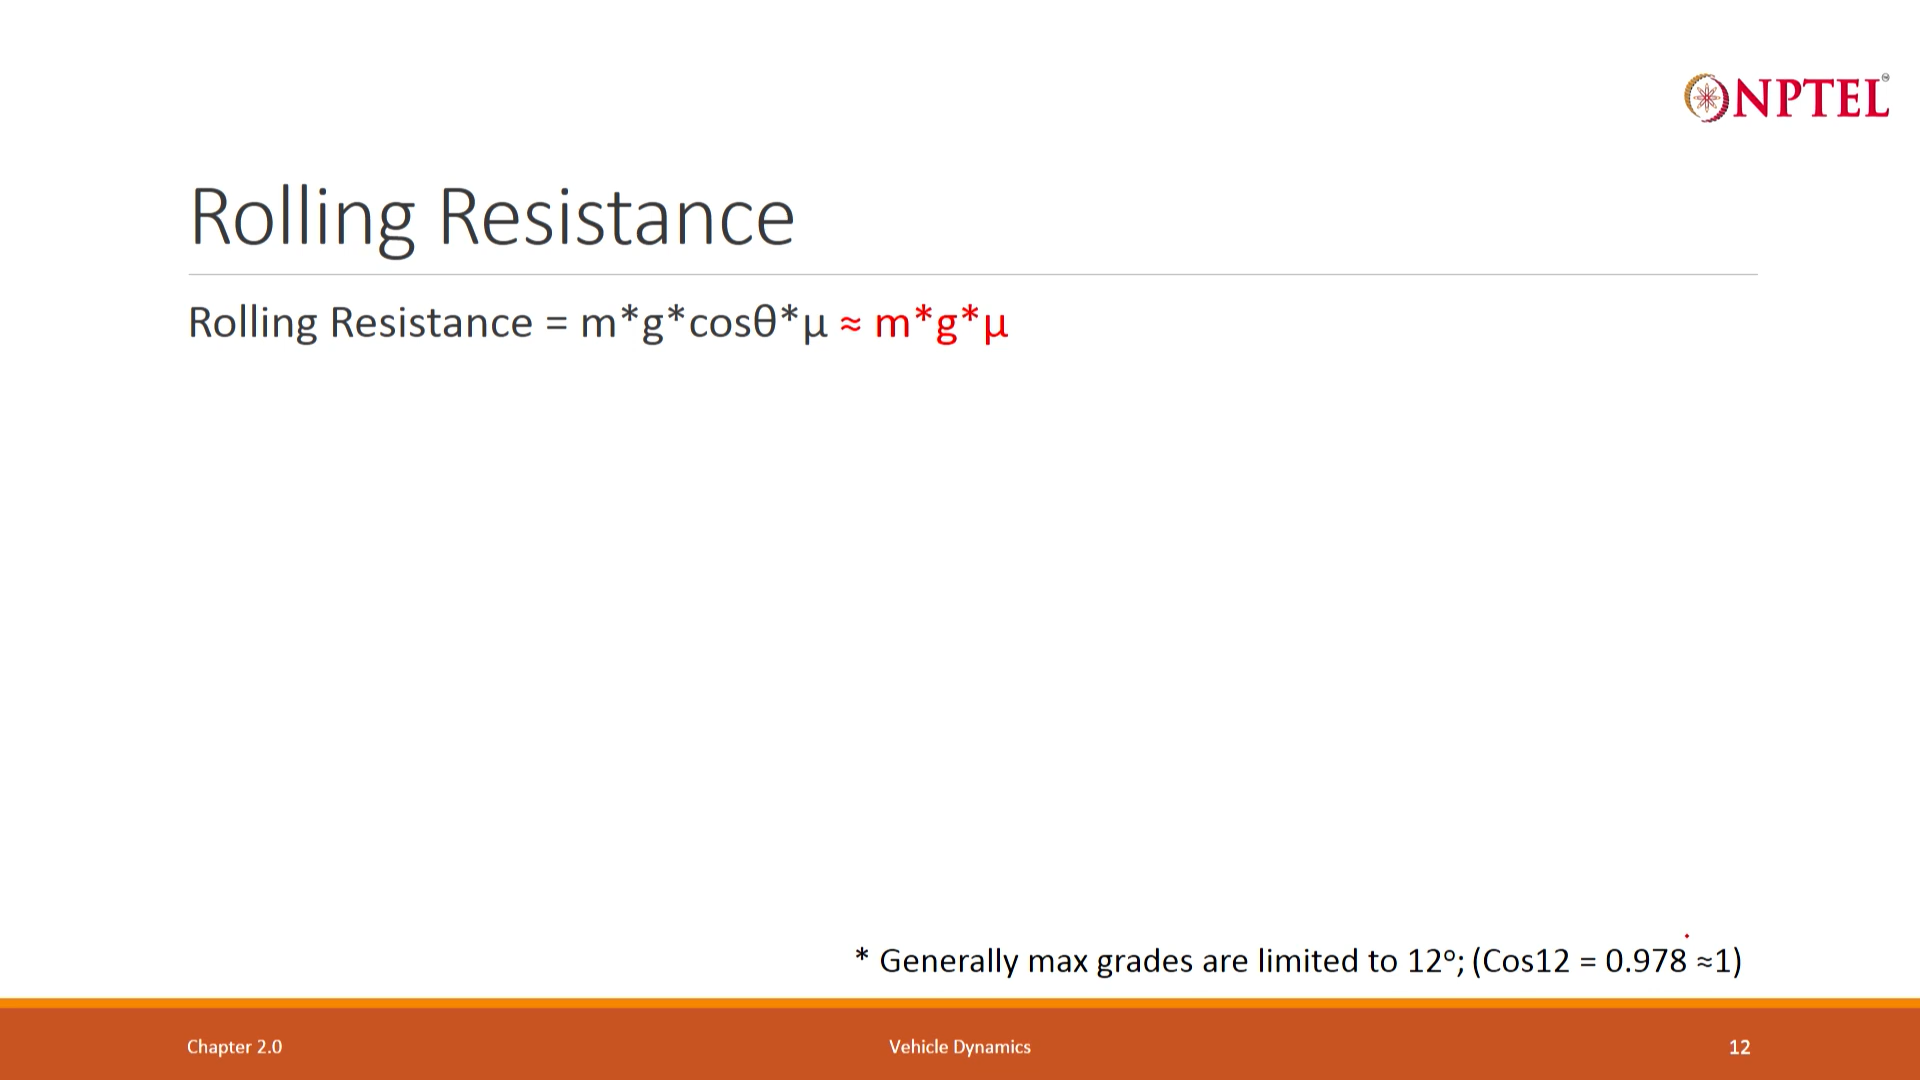 NPTEL
Rolling Resistance
Rolling Resistance = m*g*cosθ*μ ≈ m*g*μ
* Generally max grades are limited to 12°; (Cos12 = 0.978 ≈1)
Chapter 2.0
Vehicle Dynamics
12